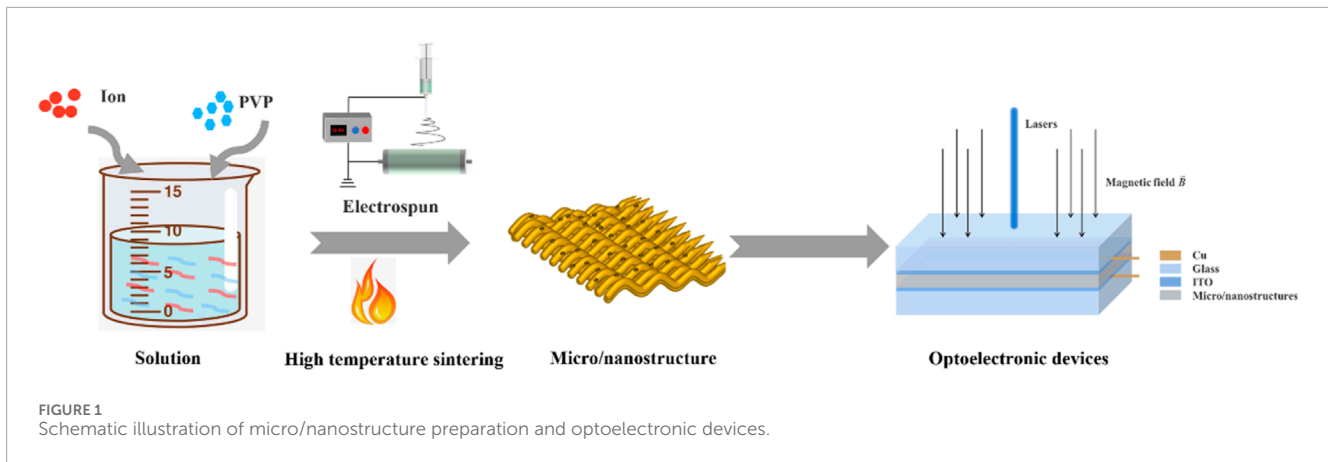 Ion
PVP
15
10
5
0
Solution
Electrospun
High temperature sintering
Micro/nanostructure
Lasers
Magnetic field B⃗
Cu
Glass
ITO
Micro/nanostructures
Optoelectronic devices
FIGURE 1
Schematic illustration of micro/nanostructure preparation and optoelectronic devices.